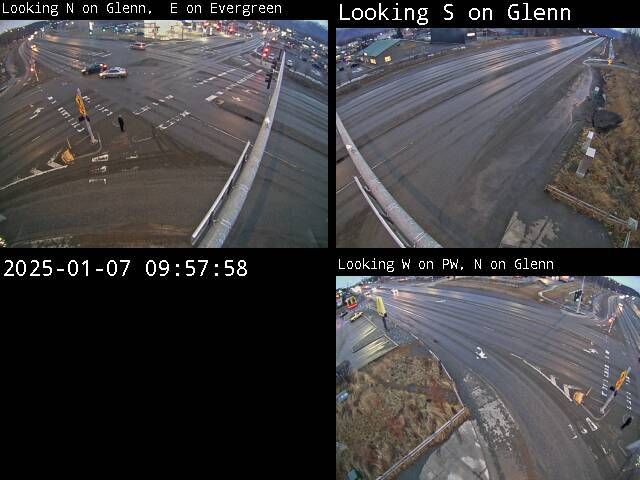 Looking N on Glenn,  E on Evergreen
Looking S on Glenn
2025-01-07 09:57:58
Looking W on PW, N on Glenn